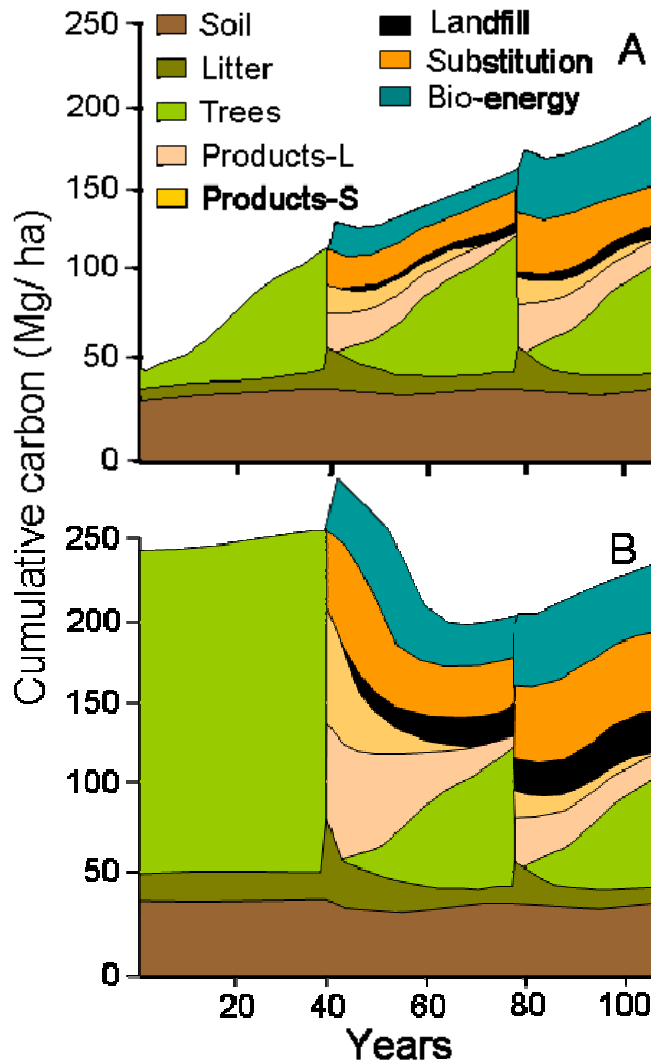 250
200
150
100
50
0
Soil
Litter
Trees
Products-L
Products-S
Landfill
Substitution
Bio-energy
A
Cumulative carbon (Mg/ ha)
250
200
150
100
50
0
B
20 40 60 80 100
Years